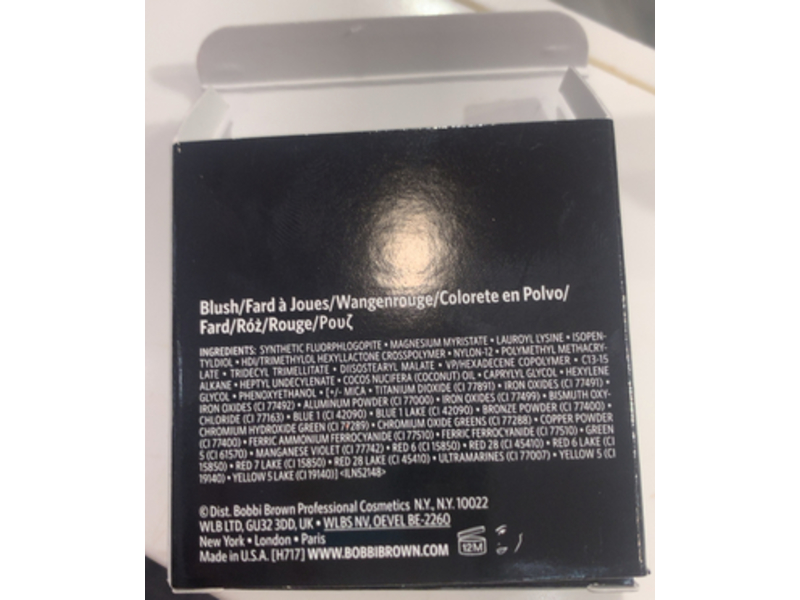 Blush/Fard à Joues/Wangenrouge/Colorete en Polvo/
Fard/Róż/Rouge/Ρουζ
INGREDIENTS: SYNTHETIC FLUORPHLOGOPITE • MAGNESIUM MYRISTATE • LAUROYL LYSINE • ISOPEN-
TYLDIOL • HDI/TRIMETHYLOL HEXYLLACTONE CROSSPOLYMER • NYLON-12 • POLYMETHYL METHACRY-
LATE • TRIDECYL TRIMELLITATE • DIISOSTEARYL MALATE • VP/HEXADECENE COPOLYMER • C13-15
ALKANE • HEPTYL UNDECYLENATE • COCOS NUCIFERA (COCONUT) OIL • CAPRYLYL GLYCOL • HEXYLENE
GLYCOL • PHENOXYETHANOL • [+/- MICA • TITANIUM DIOXIDE (CI 77891) • IRON OXIDES (CI 77491) •
IRON OXIDES (CI 77492) • ALUMINUM POWDER (CI 77000) • IRON OXIDES (CI 77499) • BISMUTH OXY-
CHLORIDE (CI 77163) • BLUE 1 (CI 42090) • BLUE 1 LAKE (CI 42090) • BRONZE POWDER (CI 77400) •
CHROMIUM HYDROXIDE GREEN (CI 77289) • CHROMIUM OXIDE GREENS (CI 77288) • COPPER POWDER
(CI 77400) • FERRIC AMMONIUM FERROCYANIDE (CI 77510) • FERRIC FERROCYANIDE (CI 77510) • GREEN
5 (CI 61570) • MANGANESE VIOLET (CI 77742) • RED 6 (CI 15850) • RED 28 (CI 45410) • RED 6 LAKE (CI
15850) • RED 7 LAKE (CI 15850) • RED 28 LAKE (CI 45410) • ULTRAMARINES (CI 77007) • YELLOW 5 (CI
19140) • YELLOW 5 LAKE (CI 19140)] <ILN52148>
© Dist. Bobbi Brown Professional Cosmetics N.Y., N.Y. 10022
WLB LTD, GU32 3DD, UK • WLBS NV, OEVEL BE-2260
New York • London • Paris
Made in U.S.A. [H717] WWW.BOBBIBROWN.COM 12M